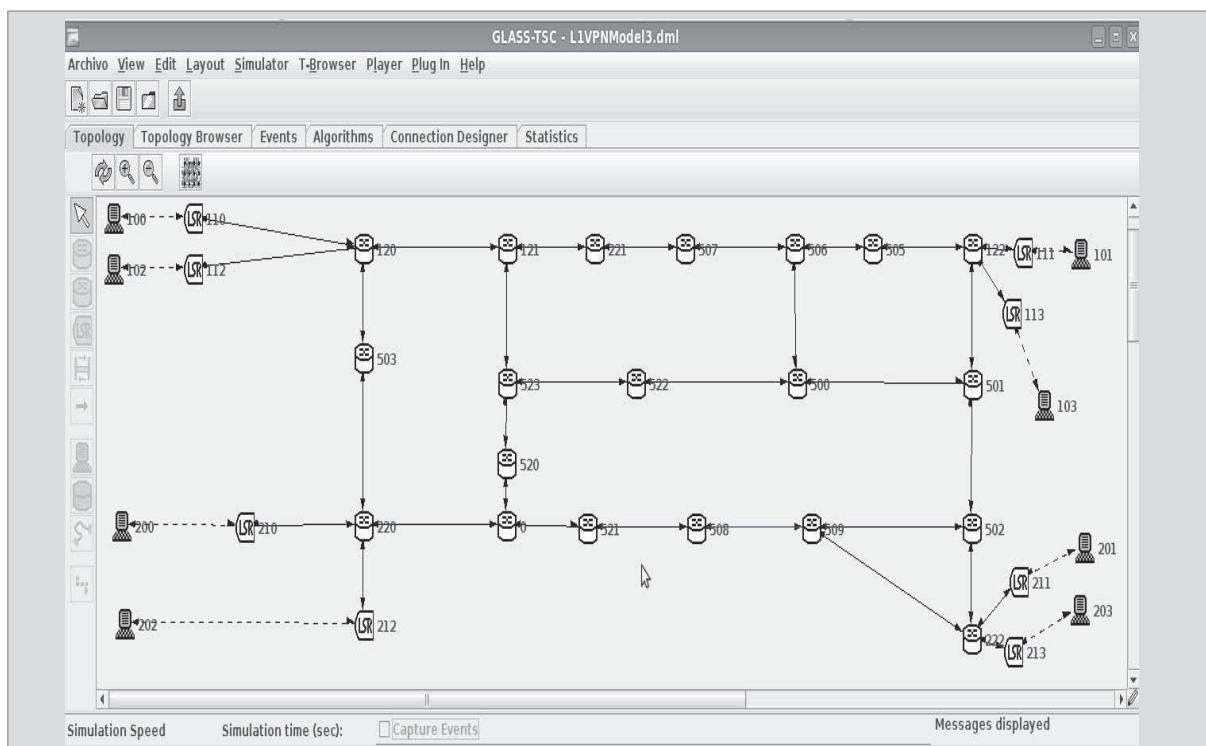 GLASS-TSC - L1VPNModel3.dml
Archivo View Edit Layout Simulator T-Browser Player Plug In Help
Topology Topology Browser Events Algorithms Connection Designer Statistics
100 LSR 110
120 121 221 507 506 505 122 LSR 111 101
102 LSR 112
LSR 113
503 523 522 500 501
103
520
200 LSR 210 220 0 521 508 509 502
201
LSR 211
202 LSR 212
203
222 LSR 213
LSR
Simulation Speed Simulation time (sec): Capture Events Messages displayed